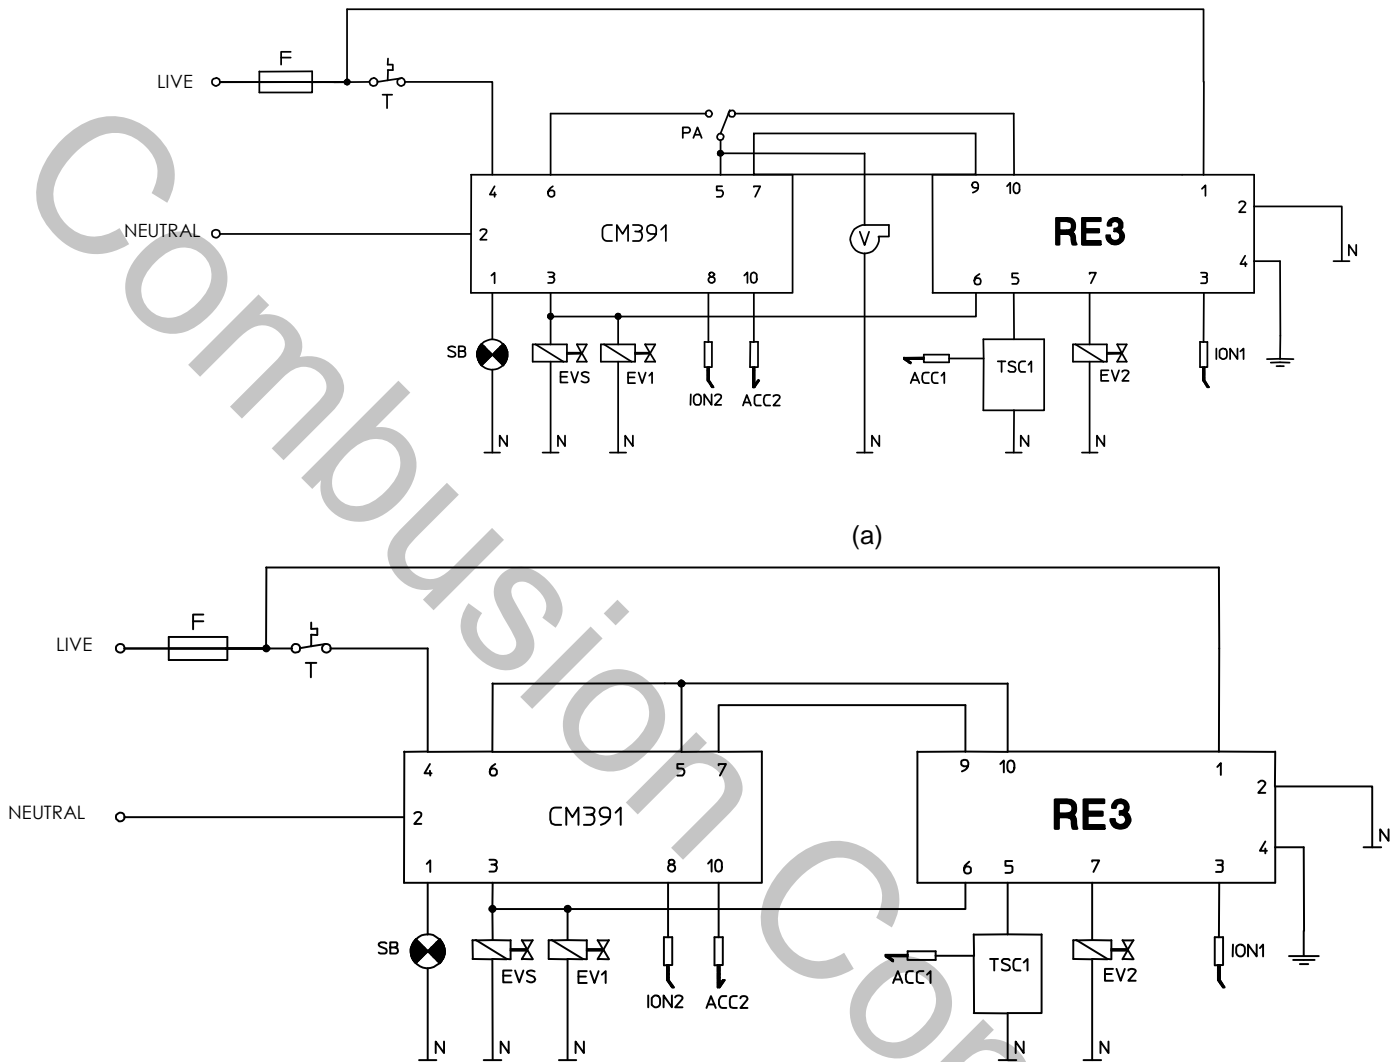 F
LIVE
T
PA
4 6 5 7 9 10 1
2
NEUTRAL 2 CM391 V RE3 N
4
1 3 8 10 6 5 7 3
SB EVS EV1 ION2 ACC2 ACC1 TSC1 EV2 ION1
N N N N N N
(a)
F
LIVE
T
4 6 5 7 9 10 1
2
NEUTRAL 2 CM391 RE3 N
4
1 3 8 10 6 5 7 3
SB EVS EV1 ION2 ACC2 ACC1 TSC1 EV2 ION1
N N N N N
Combusion Con